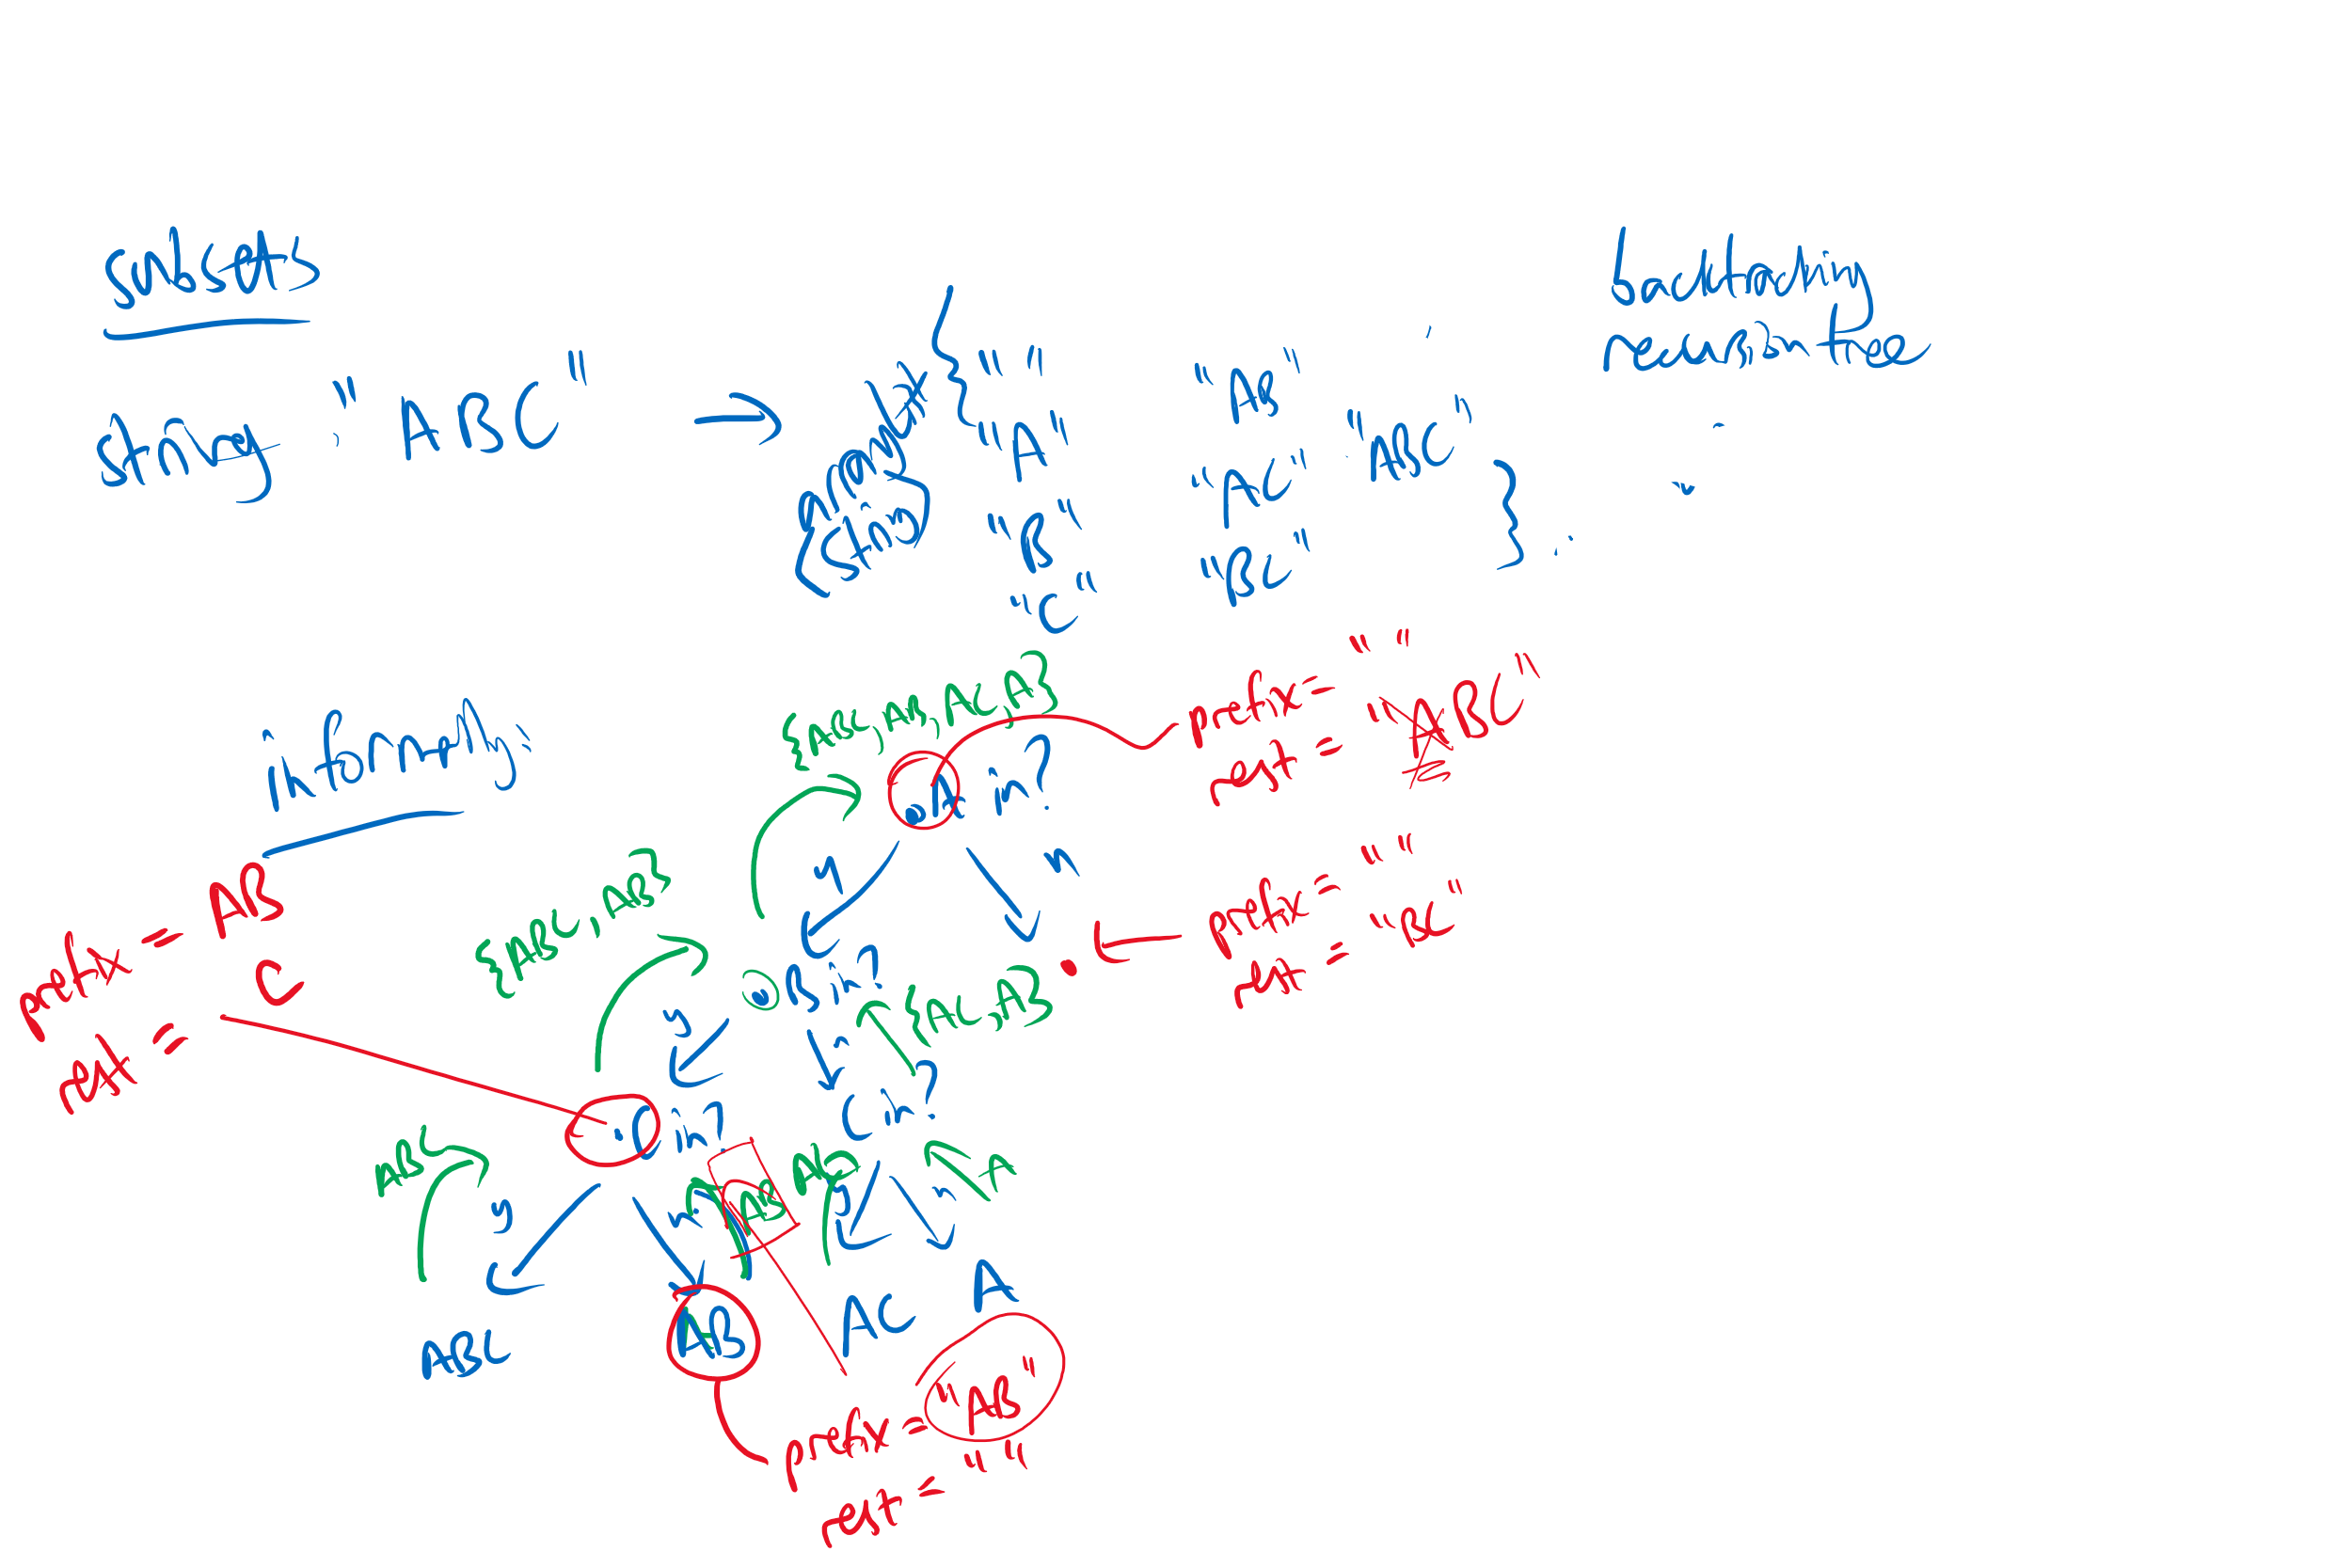 subsets
backtracking
recursion tree
String "ABC" → Array { ""
"A"
"B"
"C"
"AB"
"AC"
"BC"
"ABC" }
(String)
"informally"
{ABC, AB, AC, A}
A in?
prefix = ""
rest = "ABC"
y
n
prefix = ""
rest = "BC"
prefix = AB
rest = C
{ABC, AB}
B in?
{AC, A}
y
n
C in?
C in?
ABC
AB
AC
A
y
n
y
n
ABC
AB
AC
A
prefix = "AB"
rest = ""